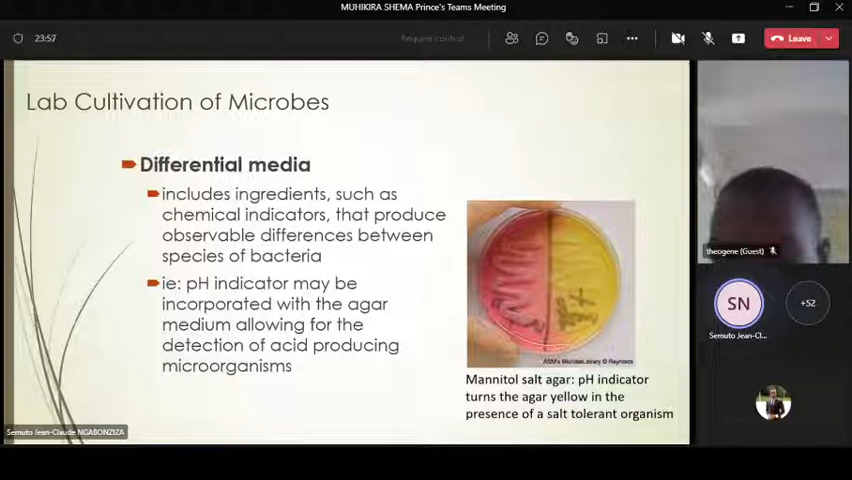 MUHIKIRA SHEMA Prince's Teams Meeting
23:57
Request control
Leave
Lab Cultivation of Microbes
Differential media
includes ingredients, such as
chemical indicators, that produce
observable differences between
species of bacteria
ie: pH indicator may be
incorporated with the agar
medium allowing for the
detection of acid producing
microorganisms
ASM's MicrobeLibrary © Reynolds
Mannitol salt agar: pH indicator
turns the agar yellow in the
presence of a salt tolerant organism
Semuto Jean-Claude NGABONZIZA
theogene (Guest)
SN
Semuto Jean-Cl...
+52